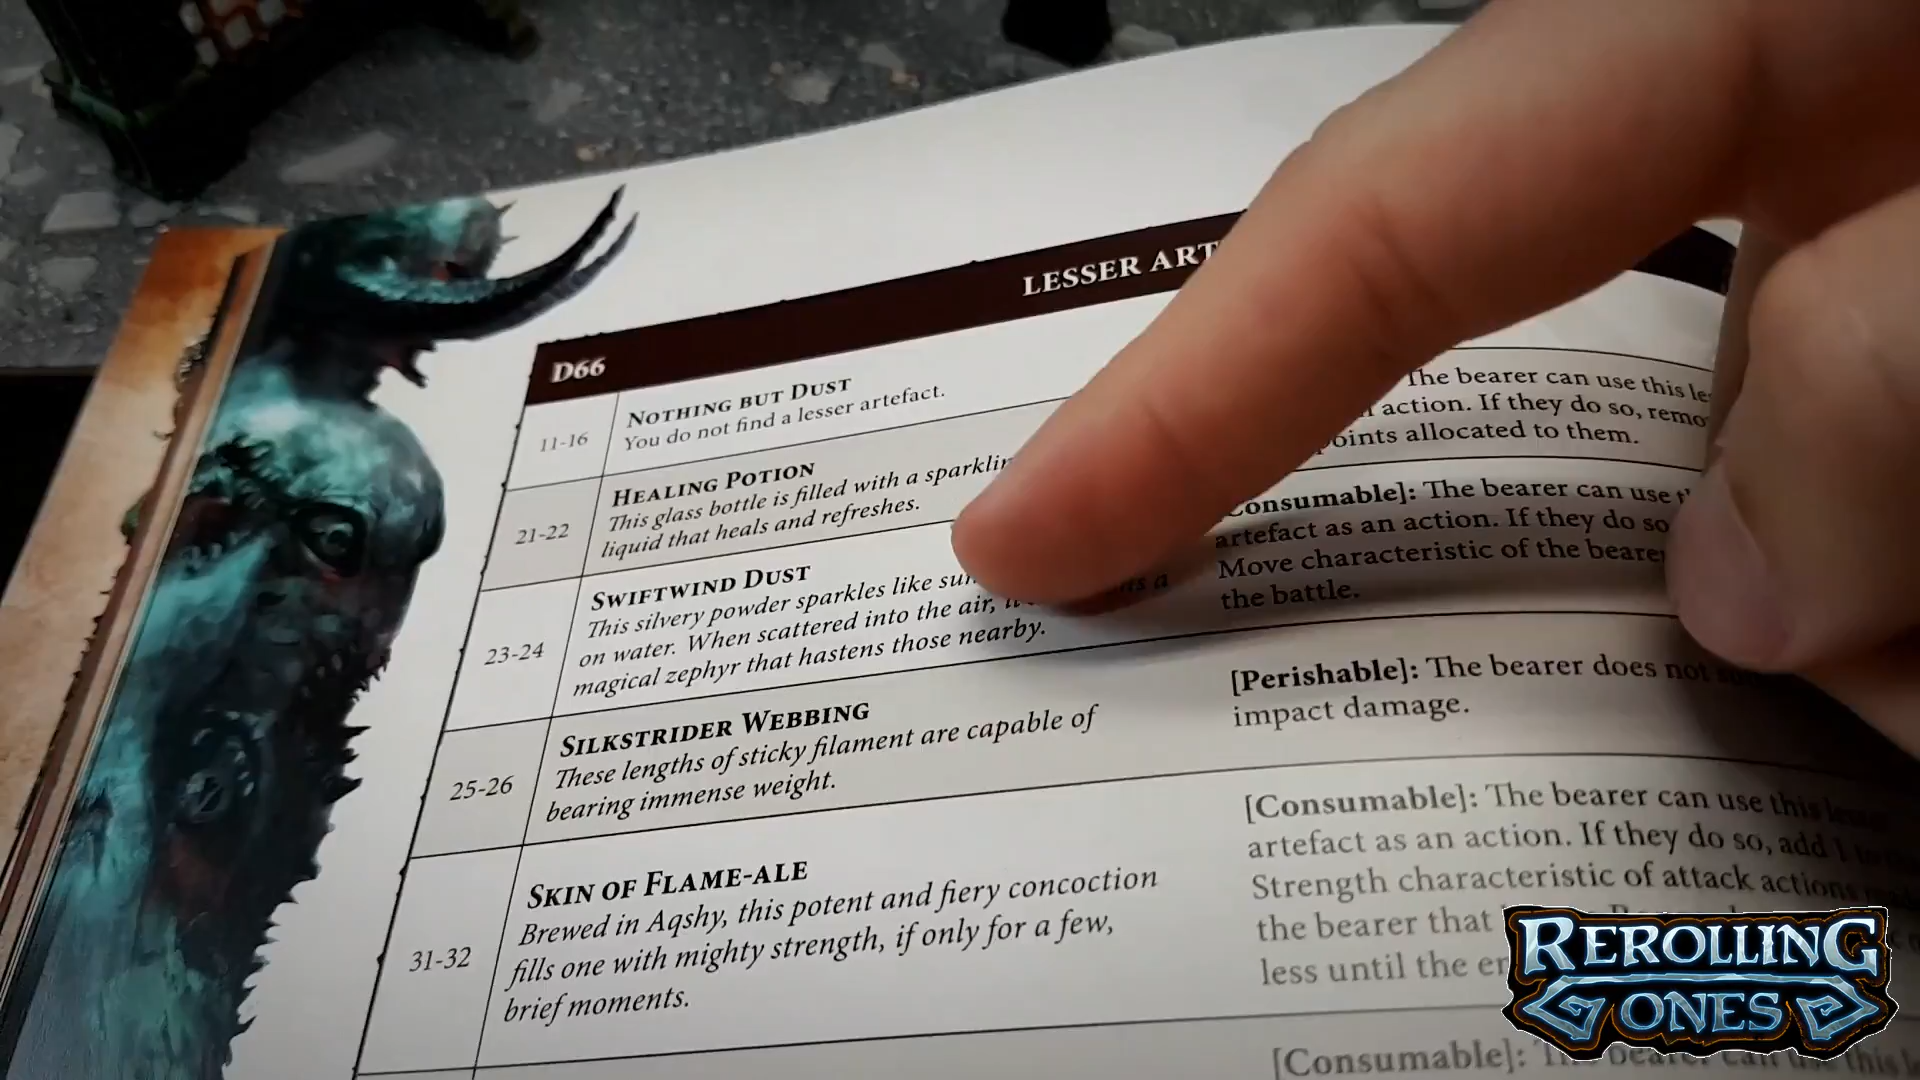 LESSER ART
D66
11-16
NOTHING BUT DUST
You do not find a lesser artefact.
21-22
HEALING POTION
This glass bottle is filled with a
liquid that heals and refreshes.
The bearer can use this
action. If they do so,
points allocated to them.
23-24
SWIFTWIND DUST
This silvery powder sparkles like
on water. When scattered into the air,
magical zephyr that hastens those nearby.
Consumable]: The bearer can use
artefact as an action. If they do so
Move characteristic of the
the battle.
25-26
SILKSTRIDER WEBBING
These lengths of sticky filament are capable of
bearing immense weight.
[Perishable]: The bearer does not
impact damage.
31-32
SKIN OF FLAME-ALE
Brewed in Aqshy, this potent and fiery concoction
fills one with mighty strength, if only for a few,
brief moments.
[Consumable]: The bearer can use this
artefact as an action. If they do so, add 1
Strength characteristic of attack actions
the bearer that
less until the
[Consumable]:
REROLLING
ONES